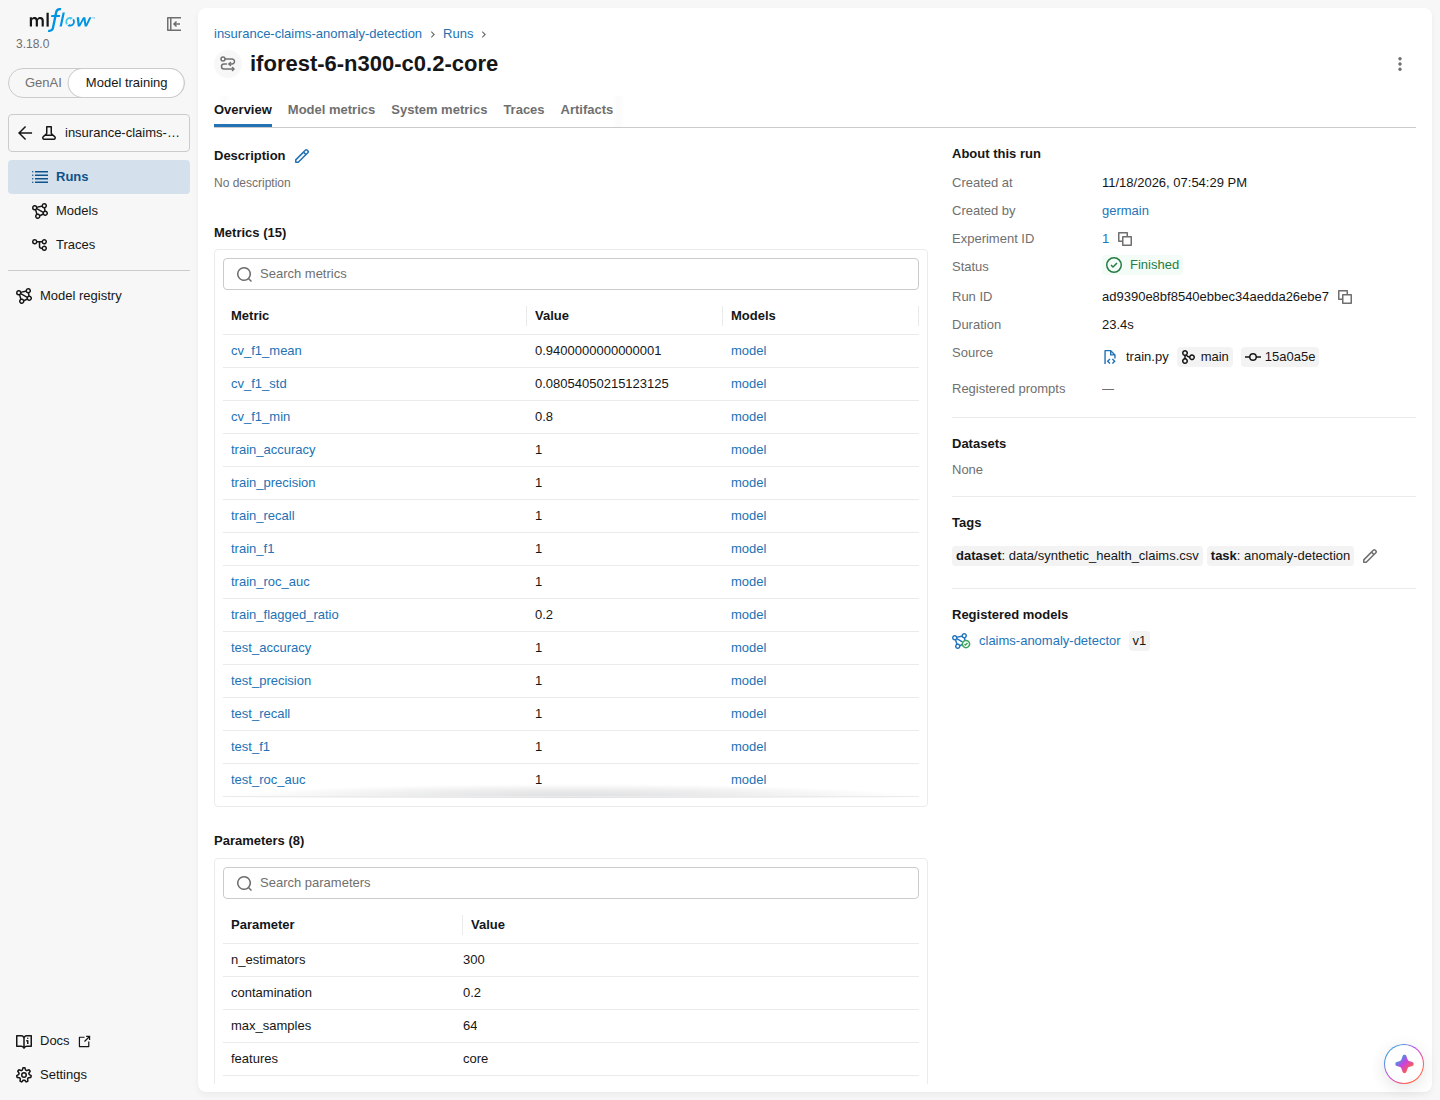 mlflow
3.18.0
GenAI
Model training
insurance-claims-...
Runs
Models
Traces
Model registry
Docs
Settings
insurance-claims-anomaly-detection > Runs >
iforest-6-n300-c0.2-core
Overview Model metrics System metrics Traces Artifacts
Description
No description
Metrics (15)
Search metrics
Metric Value Models
cv_f1_mean 0.9400000000000001 model
cv_f1_std 0.08054050215123125 model
cv_f1_min 0.8 model
train_accuracy 1 model
train_precision 1 model
train_recall 1 model
train_f1 1 model
train_roc_auc 1 model
train_flagged_ratio 0.2 model
test_accuracy 1 model
test_precision 1 model
test_recall 1 model
test_f1 1 model
test_roc_auc 1 model
Parameters (8)
Search parameters
Parameter Value
n_estimators 300
contamination 0.2
max_samples 64
features core
About this run
Created at 11/18/2026, 07:54:29 PM
Created by germain
Experiment ID 1
Status Finished
Run ID ad9390e8bf8540ebbec34aedda26ebe7
Duration 23.4s
Source train.py main 15a0a5e
Registered prompts —
Datasets
None
Tags
dataset: data/synthetic_health_claims.csv task: anomaly-detection
Registered models
claims-anomaly-detector v1